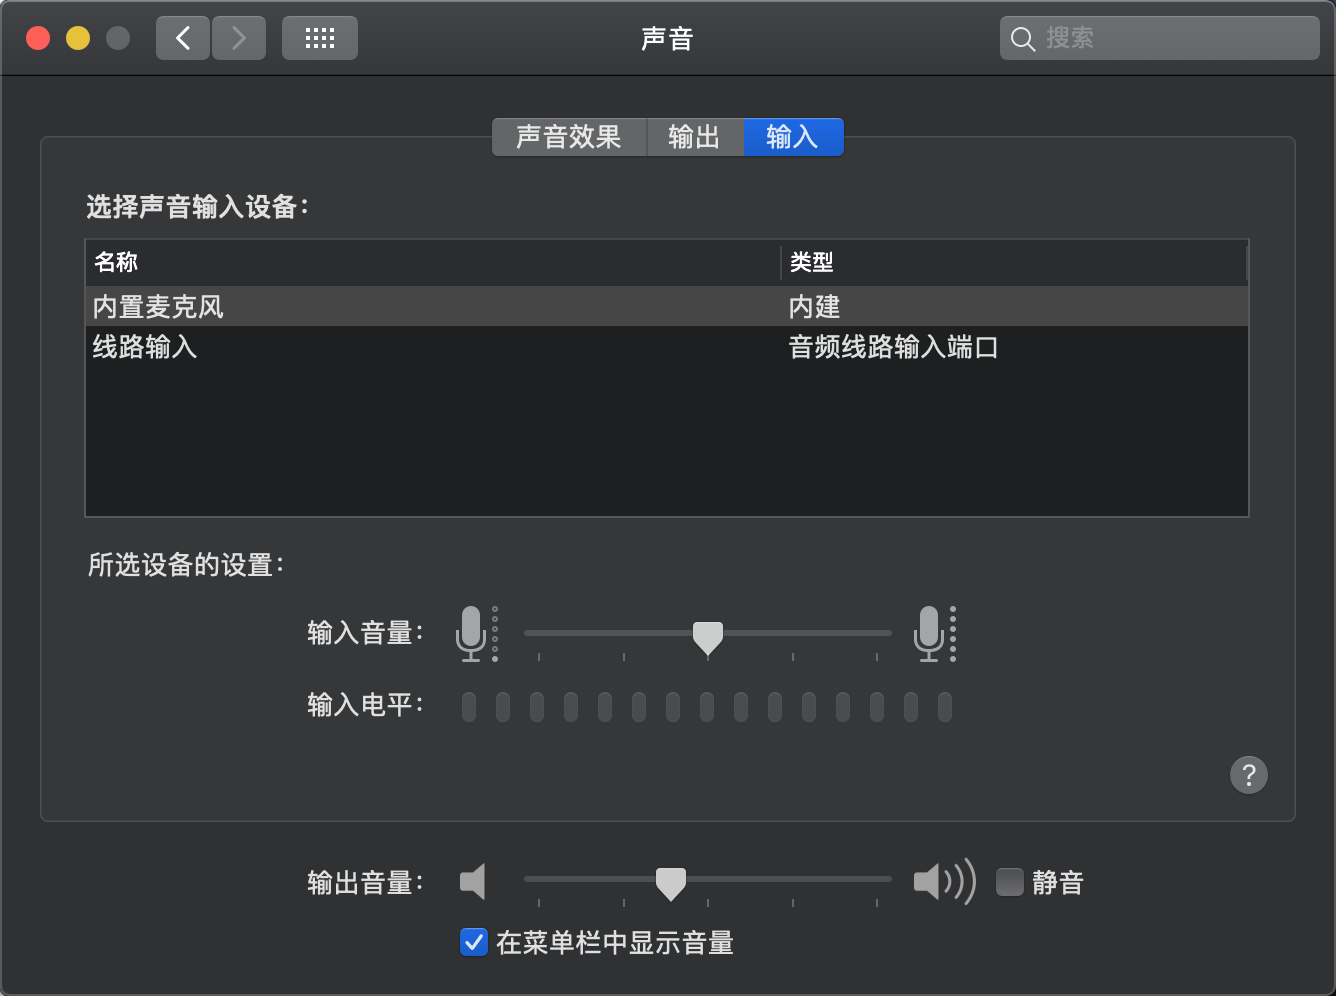 声音
搜索
声音效果 输出 输入
选择声音输入设备：
名称 类型
内置麦克风 内建
线路输入 音频线路输入端口
所选设备的设置：
输入音量：
输入电平：
?
输出音量： 静音
在菜单栏中显示音量